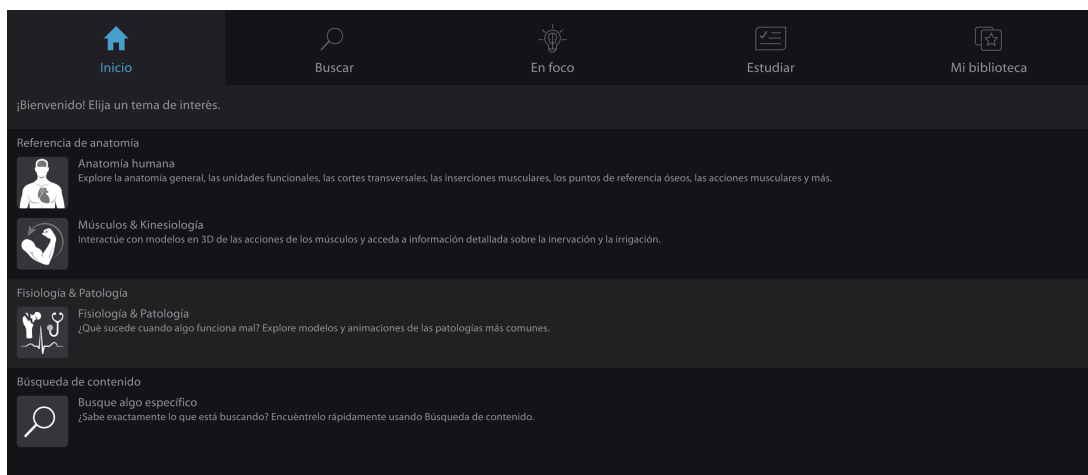 Inicio
Buscar
En foco
Estudiar
Mi biblioteca
¡Bienvenido! Elija un tema de interés.
Referencia de anatomía
Anatomía humana
Explore la anatomía general, las unidades funcionales, las cortes transversales, las inserciones musculares, los puntos de referencia óseos, las acciones musculares y más.
Músculos & Kinesiología
Interactúe con modelos en 3D de las acciones de los músculos y acceda a información detallada sobre la inervación y la irrigación.
Fisiología & Patología
Fisiología & Patología
¿Qué sucede cuando algo funciona mal? Explore modelos y animaciones de las patologías más comunes.
Búsqueda de contenido
Busque algo específico
¿Sabe exactamente lo que está buscando? Encuéntrelo rápidamente usando Búsqueda de contenido.